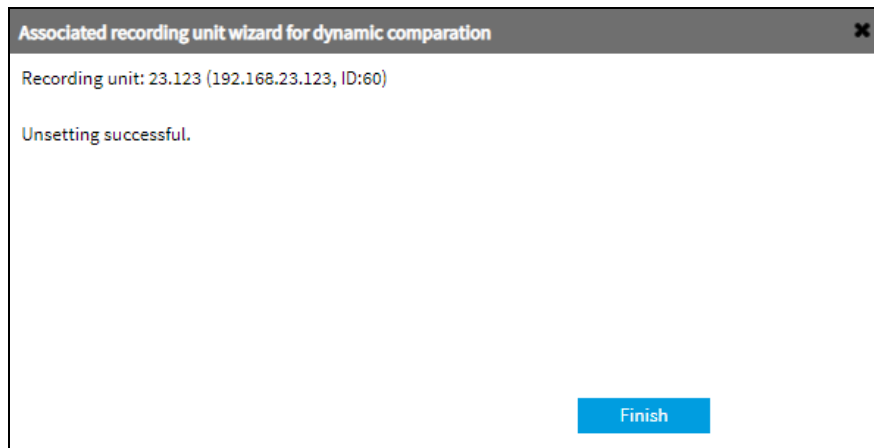 Associated recording unit wizard for dynamic comparation
Recording unit: 23.123 (192.168.23.123, ID:60)
Unsetting successful.
Finish